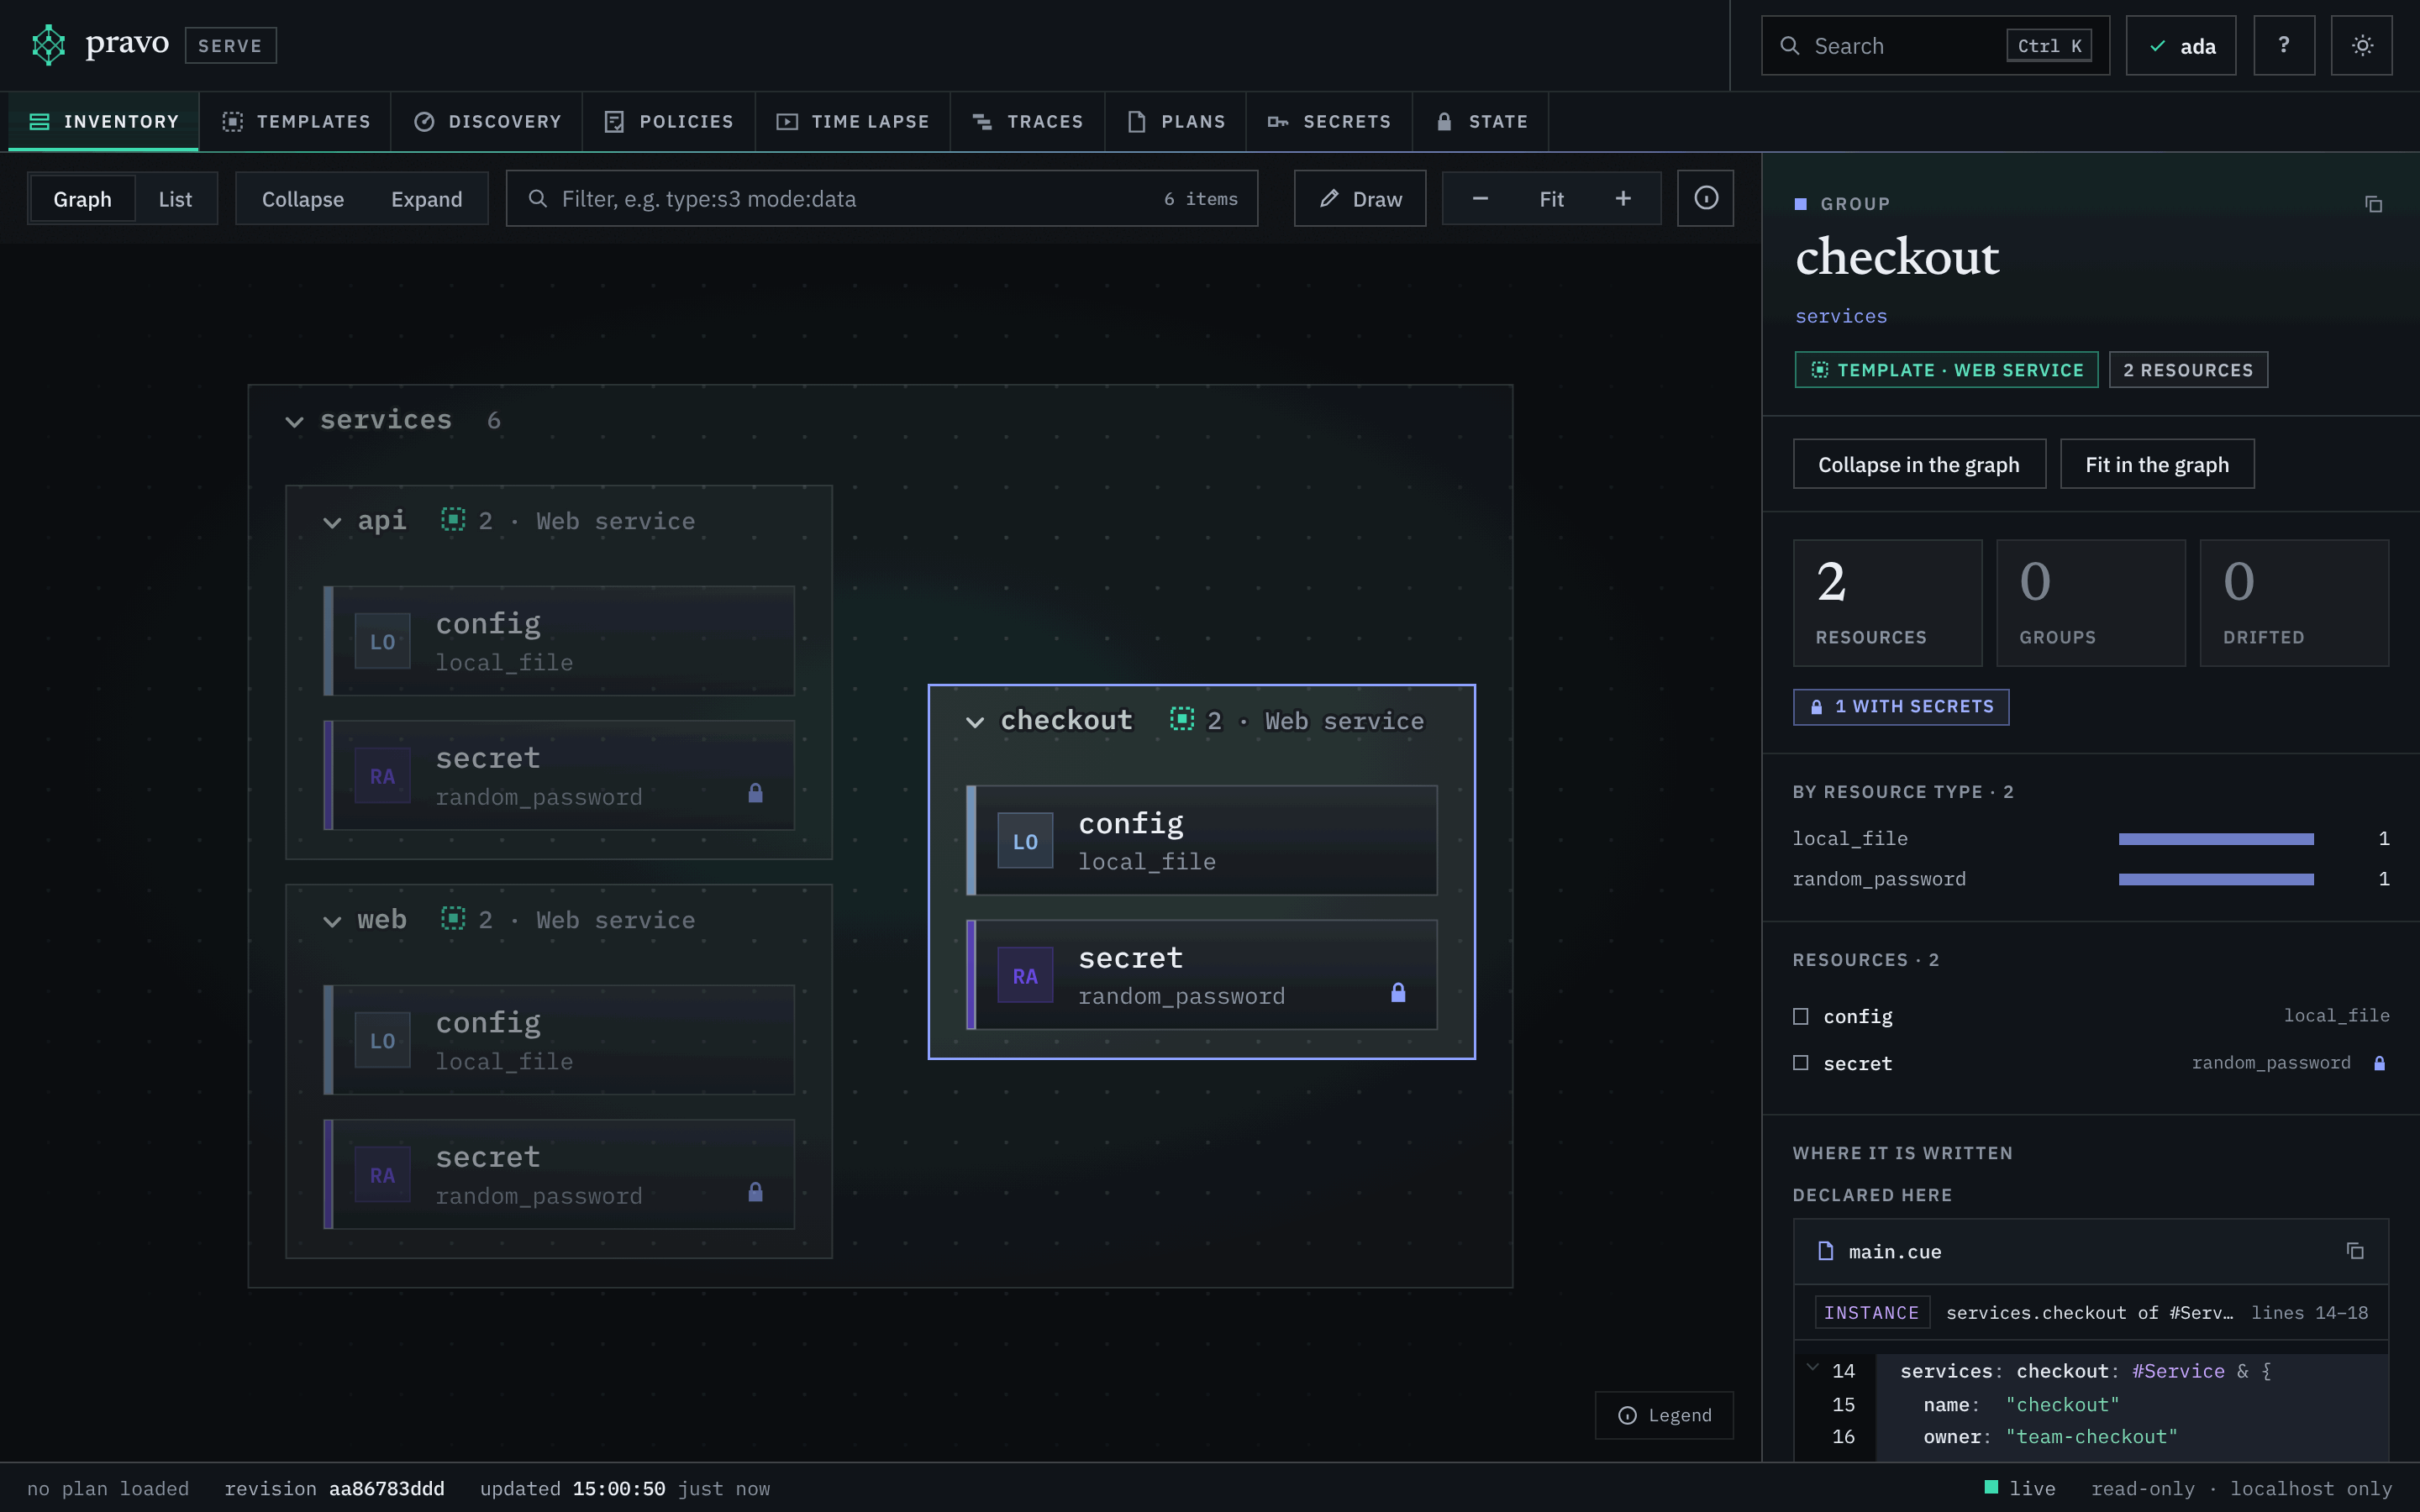 pravo SERVE
Search Ctrl K ada ?
INVENTORY TEMPLATES DISCOVERY POLICIES TIME LAPSE TRACES PLANS SECRETS STATE
Graph List Collapse Expand Filter, e.g. type:s3 mode:data 6 items Draw − Fit +
services 6
api 2 · Web service
LO config
local_file
RA secret
random_password
web 2 · Web service
LO config
local_file
RA secret
random_password
checkout 2 · Web service
LO config
local_file
RA secret
random_password
Legend
GROUP
checkout
services
TEMPLATE · WEB SERVICE 2 RESOURCES
Collapse in the graph Fit in the graph
2 0 0
RESOURCES GROUPS DRIFTED
1 WITH SECRETS
BY RESOURCE TYPE · 2
local_file 1
random_password 1
RESOURCES · 2
config local_file
secret random_password
WHERE IT IS WRITTEN
DECLARED HERE
main.cue
INSTANCE services.checkout of #Serv… lines 14–18
14 services: checkout: #Service & {
15 name: "checkout"
16 owner: "team-checkout"
no plan loaded revision aa86783ddd updated 15:00:50 just now live read-only · localhost only